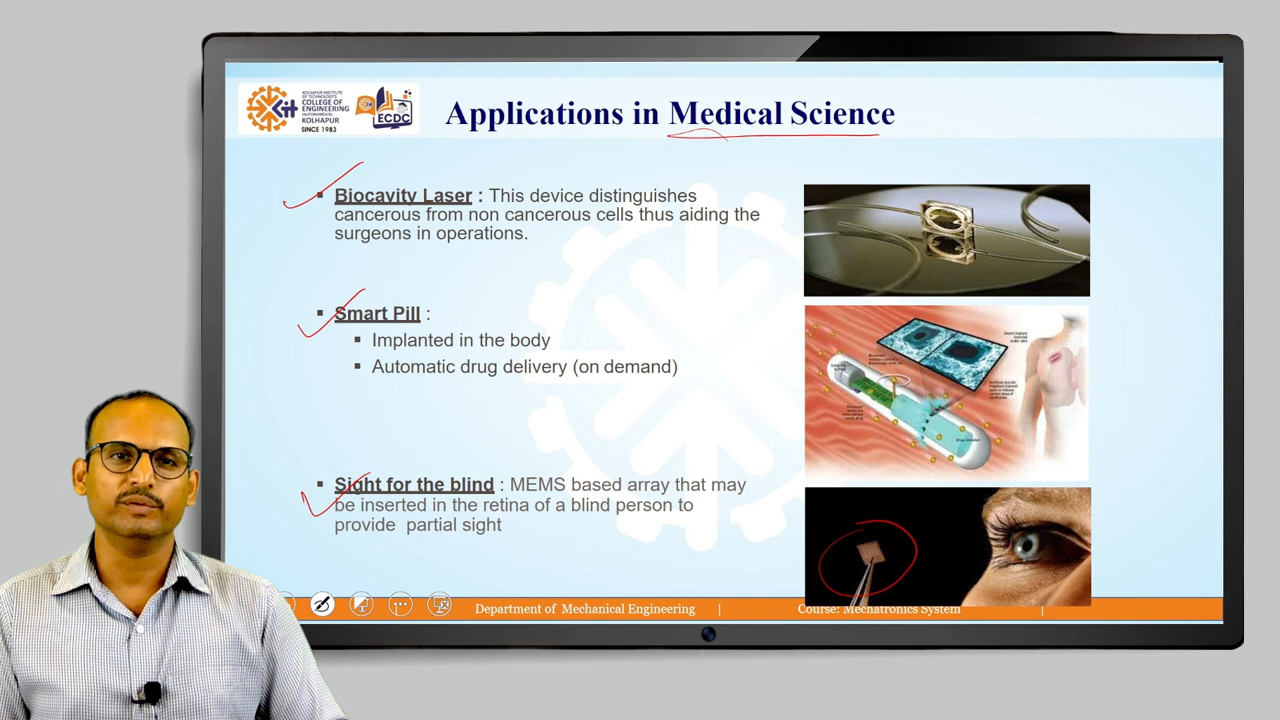 KOLHAPUR INSTITUTE
OF TECHNOLOGY'S
COLLEGE OF
ENGINEERING
(AUTONOMOUS),
KOLHAPUR
SINCE 1983
ECDC
Applications in Medical Science
▪ Biocavity Laser : This device distinguishes
cancerous from non cancerous cells thus aiding the
surgeons in operations.
▪ Smart Pill :
▪ Implanted in the body
▪ Automatic drug delivery (on demand)
▪ Sight for the blind : MEMS based array that may
be inserted in the retina of a blind person to
provide partial sight
Department of Mechanical Engineering | Course: Mechatronics System |